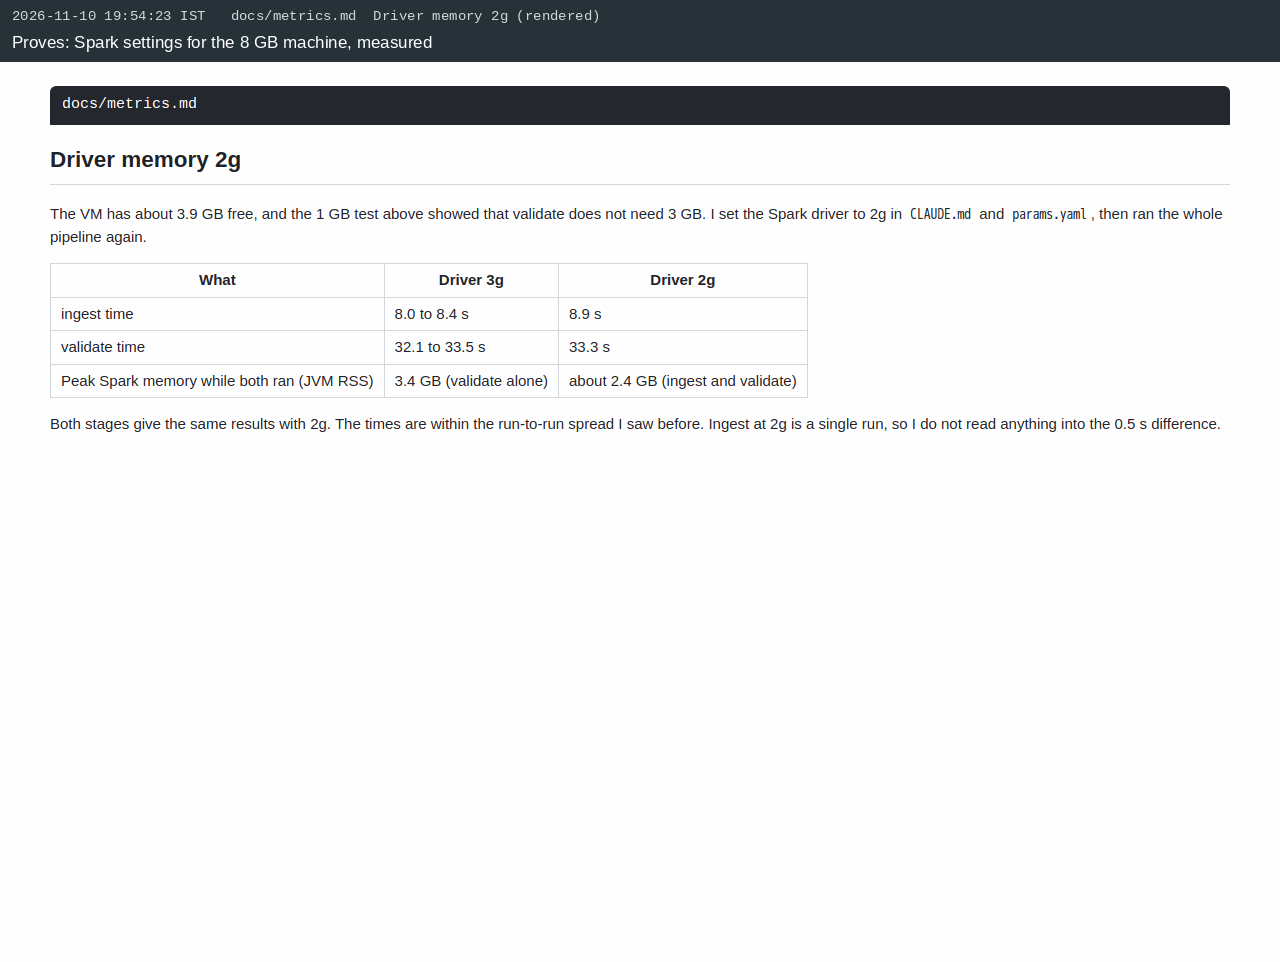 2026-11-10 19:54:23 IST docs/metrics.md Driver memory 2g (rendered)
Proves: Spark settings for the 8 GB machine, measured
docs/metrics.md
Driver memory 2g
The VM has about 3.9 GB free, and the 1 GB test above showed that validate does not need 3 GB. I set the Spark driver to 2g in CLAUDE.md and params.yaml, then ran the whole
pipeline again.
What Driver 3g Driver 2g
ingest time 8.0 to 8.4 s 8.9 s
validate time 32.1 to 33.5 s 33.3 s
Peak Spark memory while both ran (JVM RSS) 3.4 GB (validate alone) about 2.4 GB (ingest and validate)
Both stages give the same results with 2g. The times are within the run-to-run spread I saw before. Ingest at 2g is a single run, so I do not read anything into the 0.5 s difference.